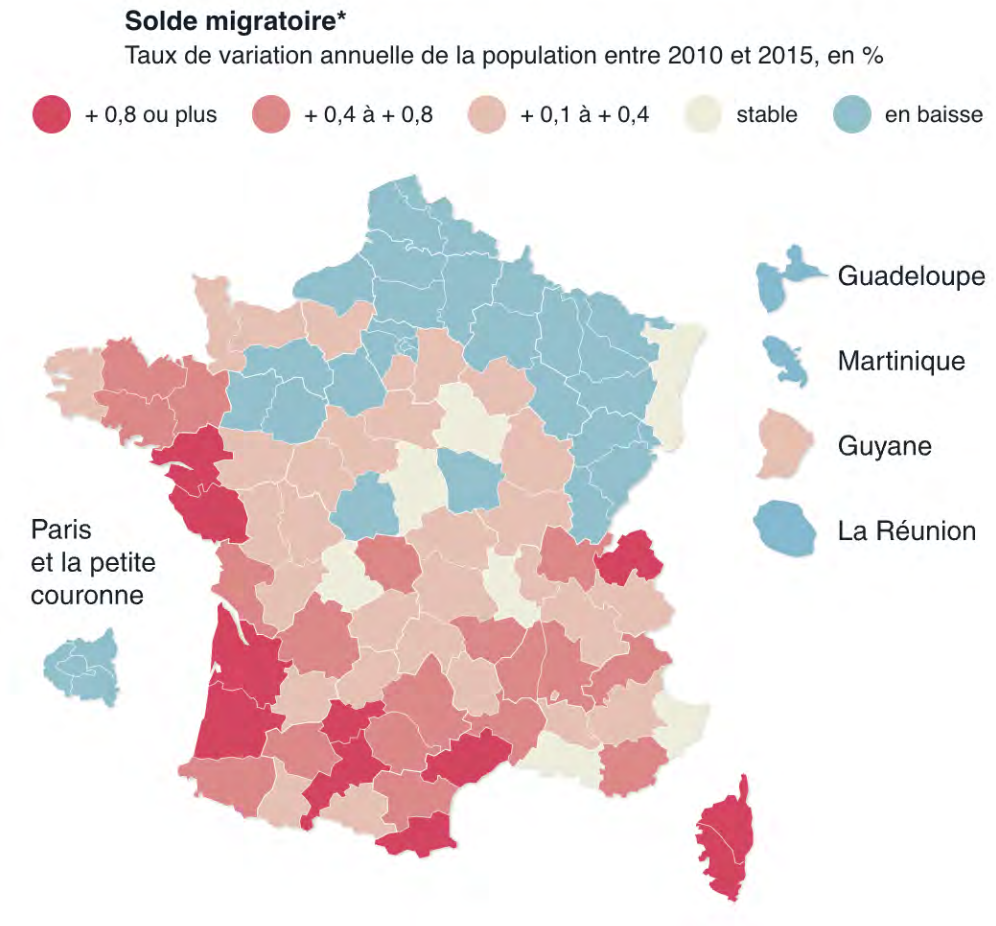 Solde migratoire*
Taux de variation annuelle de la population entre 2010 et 2015, en %
+ 0,8 ou plus
+ 0,4 à + 0,8
+ 0,1 à + 0,4
stable
en baisse
Guadeloupe
Martinique
Guyane
La Réunion
Paris
et la petite
couronne